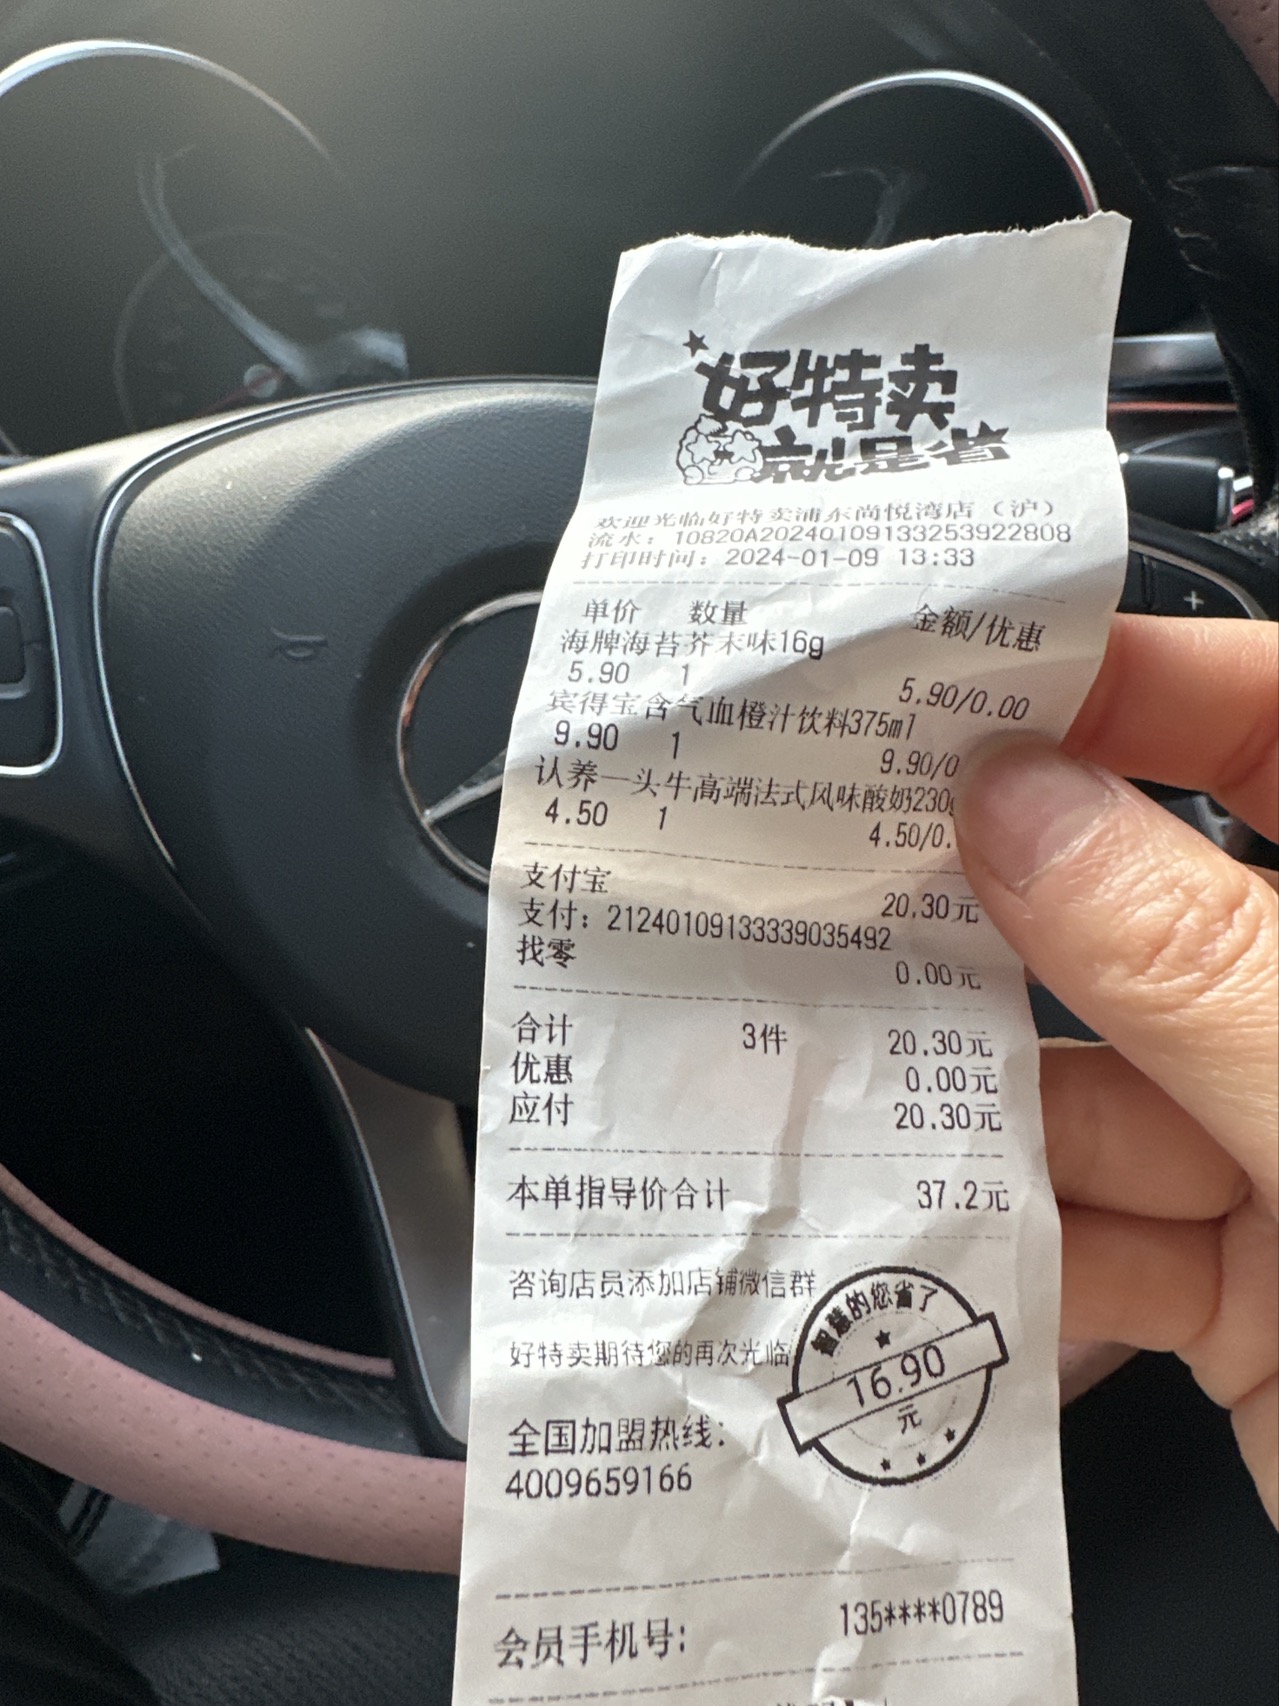 好特卖
就是省
欢迎光临好特卖浦东尚悦湾店（沪）
流水：10820A202401091332539228​08
打印时间：2024-01-09 13:33
单价 数量 金额/优惠
海牌海苔芥末味16g
5.90 1 5.90/0.00
宾得宝含气血橙汁饮料375ml
9.90 1 9.90/0
认养一头牛高端法式风味酸奶230g
4.50 1 4.50/0.
支付宝 20.30元
支付：21240109133339035492
找零 0.00元
合计 3件 20.30元
优惠 0.00元
应付 20.30元
本单指导价合计 37.2元
咨询店员添加店铺微信群
好特卖期待您的再次光临
智慧的您省了
16.90
元
全国加盟热线：
4009659166
会员手机号： 135****0789